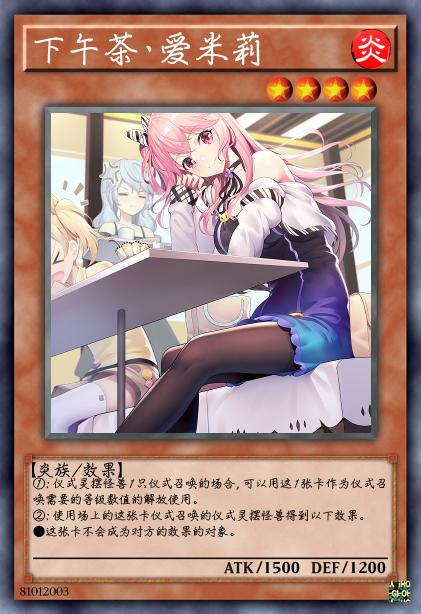 下午茶·爱米莉
炎
【炎族/效果】
①:仪式灵摆怪兽1只仪式召唤的场合,可以用这1张卡作为仪式召
唤需要的等级数值的解放使用。
②:使用场上的这张卡仪式召唤的仪式灵摆怪兽得到以下效果。
●这张卡不会成为对方的效果的对象。
ATK/1500 DEF/1200
81012003